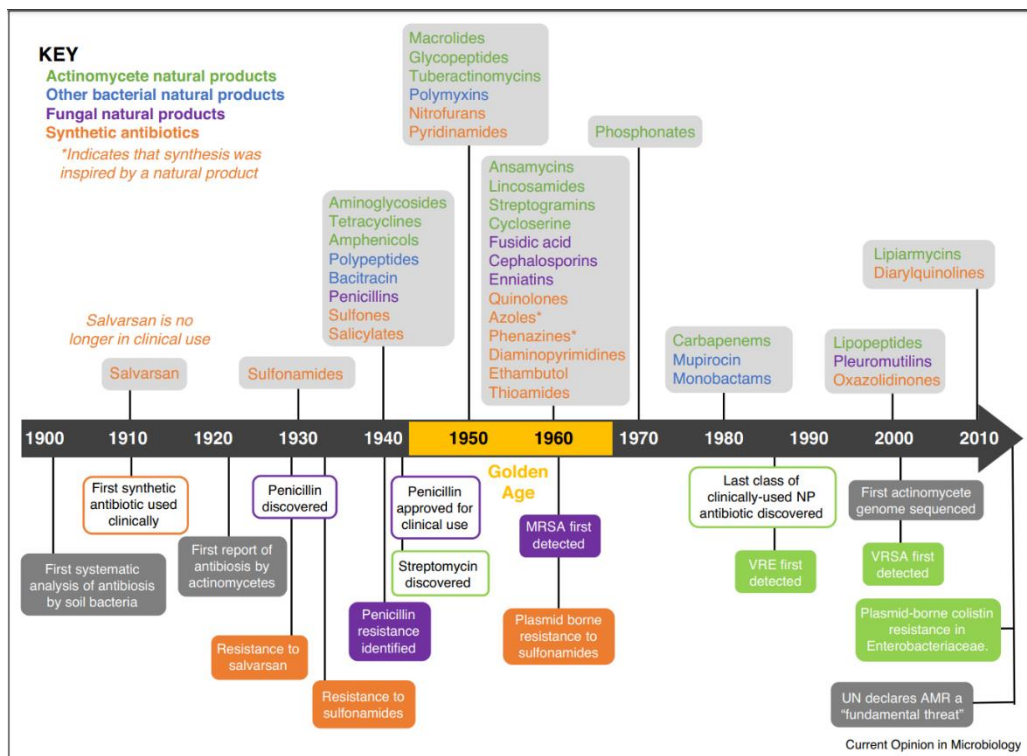 KEY
Actinomycete natural products
Other bacterial natural products
Fungal natural products
Synthetic antibiotics
*Indicates that synthesis was
inspired by a natural product
Salvarsan is no
longer in clinical use
Salvarsan
Sulfonamides
Aminoglycosides
Tetracyclines
Amphenicols
Polypeptides
Bacitracin
Penicillins
Sulfones
Salicylates
Macrolides
Glycopeptides
Tuberactinomycins
Polymyxins
Nitrofurans
Pyridinamides
Ansamycins
Lincosamides
Streptogramins
Cycloserine
Fusidic acid
Cephalosporins
Enniatins
Quinolones
Azoles*
Phenazines*
Diaminopyrimidines
Ethambutol
Thioamides
Phosphonates
Carbapenems
Mupirocin
Monobactams
Lipopeptides
Pleuromutilins
Oxazolidinones
Lipiarmycins
Diarylquinolines
1900 1910 1920 1930 1940 1950 1960 1970 1980 1990 2000 2010
Golden
Age
First systematic
analysis of antibiosis
by soil bacteria
First synthetic
antibiotic used
clinically
First report of
antibiosis by
actinomycetes
Penicillin
discovered
Resistance to
salvarsan
Resistance to
sulfonamides
Penicillin
resistance
identified
Penicillin
approved for
clinical use
Streptomycin
discovered
MRSA first
detected
Plasmid borne
resistance to
sulfonamides
Last class of
clinically-used NP
antibiotic discovered
VRE first
detected
First actinomycete
genome sequenced
VRSA first
detected
Plasmid-borne colistin
resistance in
Enterobacteriaceae.
UN declares AMR a
“fundamental threat”
Current Opinion in Microbiology